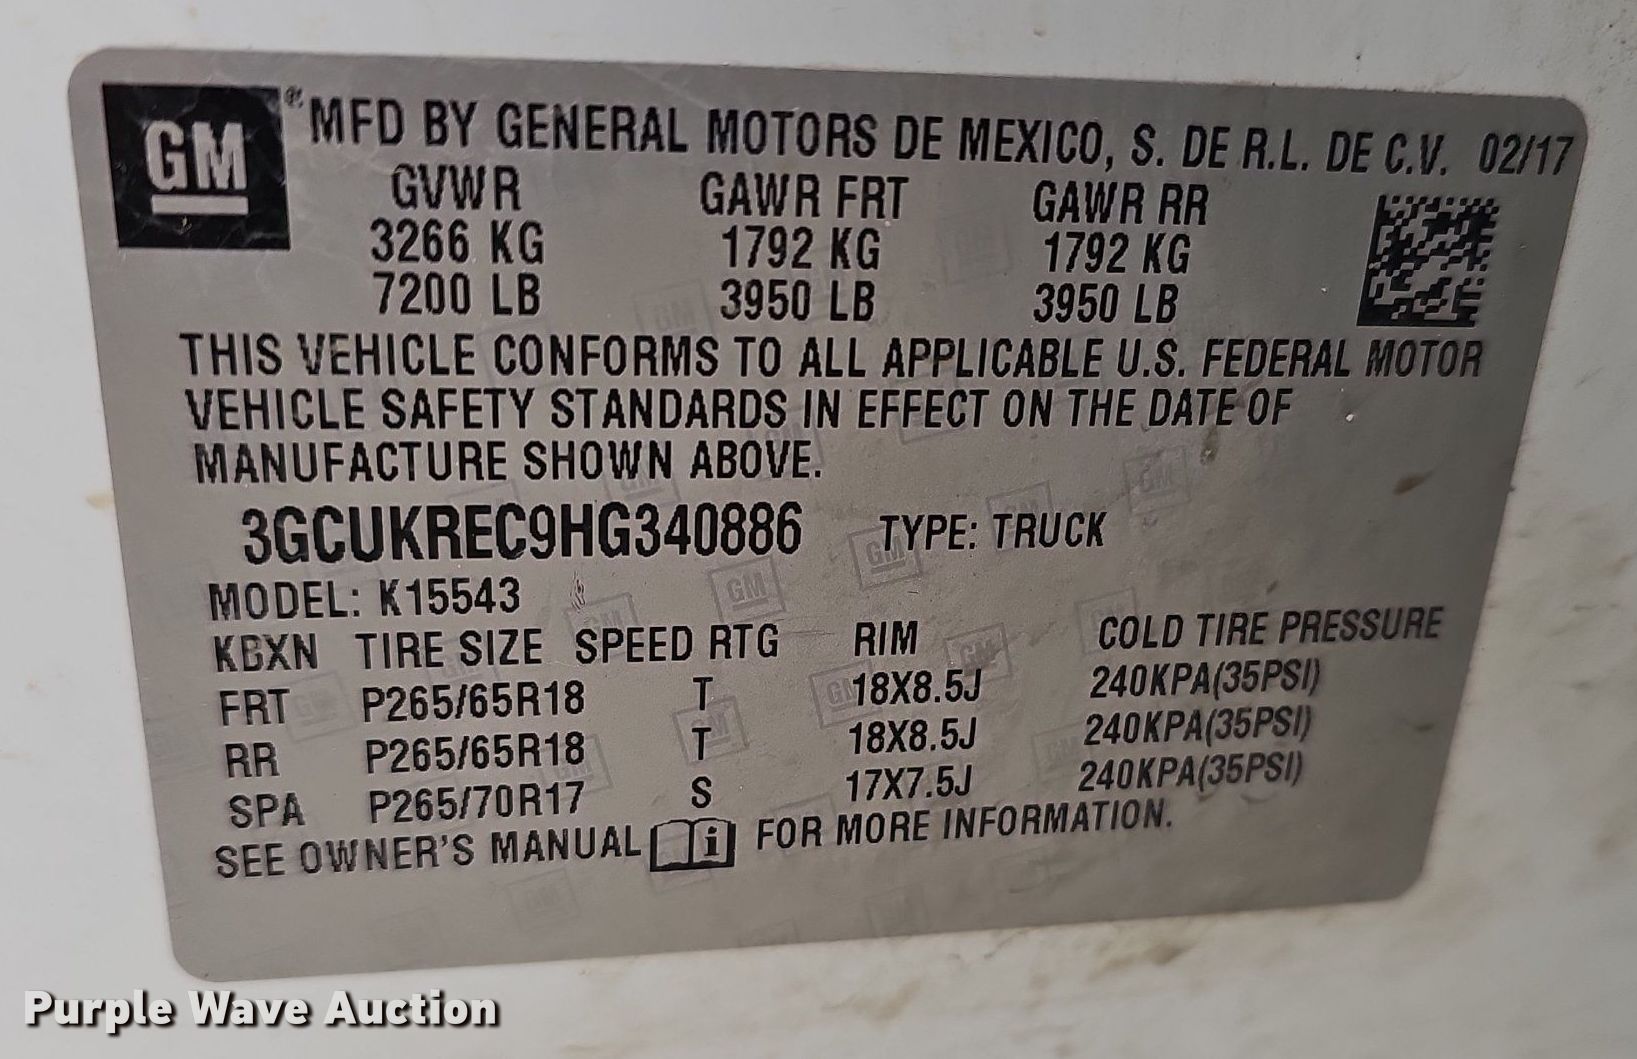 GM ® MFD BY GENERAL MOTORS DE MEXICO, S. DE R.L. DE C.V. 02/17
GVWR GAWR FRT GAWR RR
3266 KG 1792 KG 1792 KG
7200 LB 3950 LB 3950 LB
THIS VEHICLE CONFORMS TO ALL APPLICABLE U.S. FEDERAL MOTOR
VEHICLE SAFETY STANDARDS IN EFFECT ON THE DATE OF
MANUFACTURE SHOWN ABOVE.
3GCUKREC9HG340886 TYPE: TRUCK
MODEL: K15543
KBXN TIRE SIZE SPEED RTG RIM COLD TIRE PRESSURE
FRT P265/65R18 T 18X8.5J 240KPA(35PSI)
RR P265/65R18 T 18X8.5J 240KPA(35PSI)
SPA P265/70R17 S 17X7.5J 240KPA(35PSI)
SEE OWNER'S MANUAL i FOR MORE INFORMATION.
Purple Wave Auction